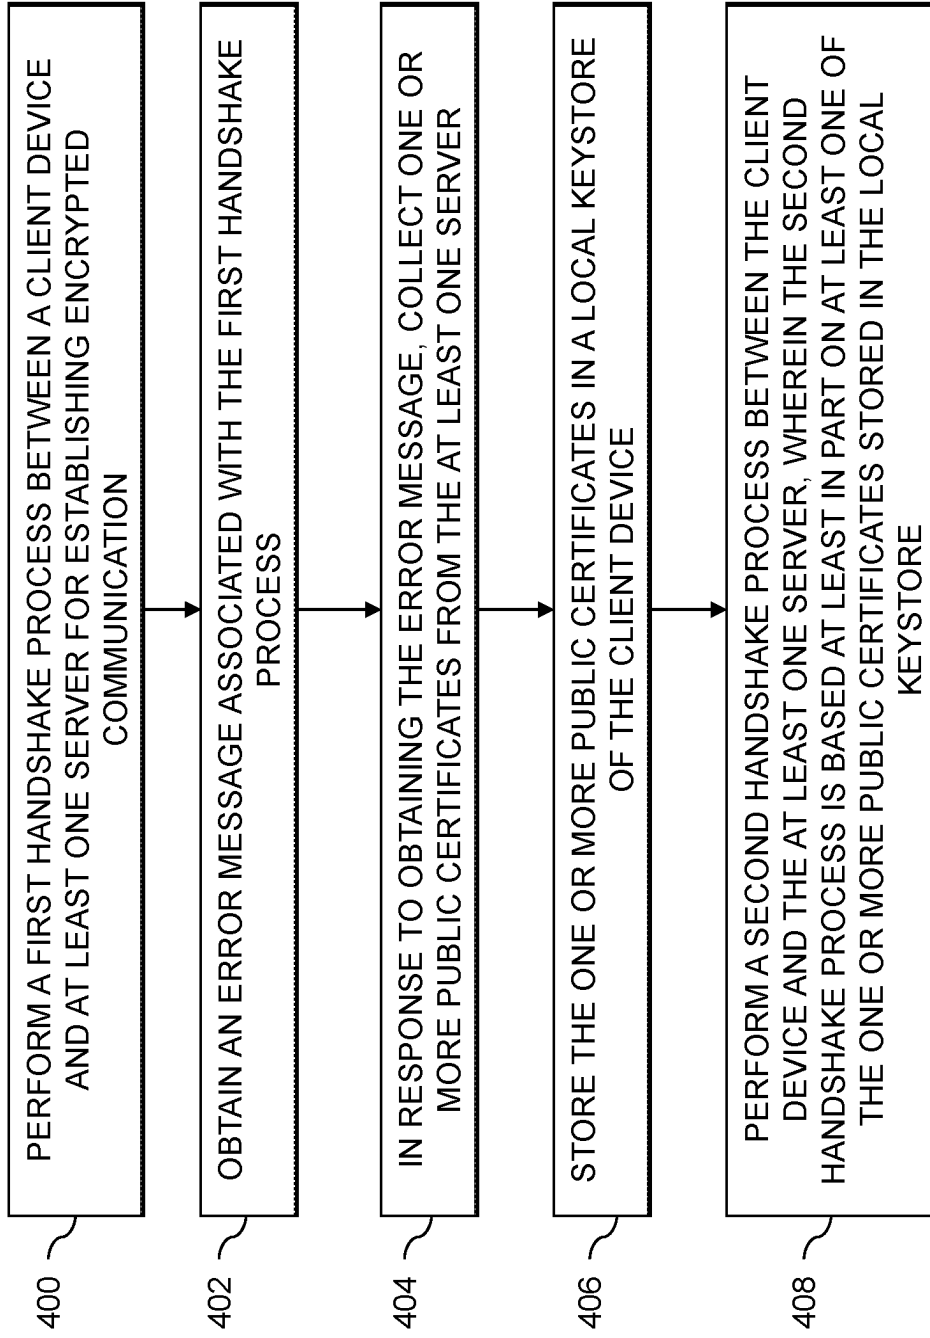 400
PERFORM A FIRST HANDSHAKE PROCESS BETWEEN A CLIENT DEVICE
AND AT LEAST ONE SERVER FOR ESTABLISHING ENCRYPTED
COMMUNICATION
402
OBTAIN AN ERROR MESSAGE ASSOCIATED WITH THE FIRST HANDSHAKE
PROCESS
404
IN RESPONSE TO OBTAINING THE ERROR MESSAGE, COLLECT ONE OR
MORE PUBLIC CERTIFICATES FROM THE AT LEAST ONE SERVER
406
STORE THE ONE OR MORE PUBLIC CERTIFICATES IN A LOCAL KEYSTORE
OF THE CLIENT DEVICE
408
PERFORM A SECOND HANDSHAKE PROCESS BETWEEN THE CLIENT
DEVICE AND THE AT LEAST ONE SERVER, WHEREIN THE SECOND
HANDSHAKE PROCESS IS BASED AT LEAST IN PART ON AT LEAST ONE OF
THE ONE OR MORE PUBLIC CERTIFICATES STORED IN THE LOCAL
KEYSTORE